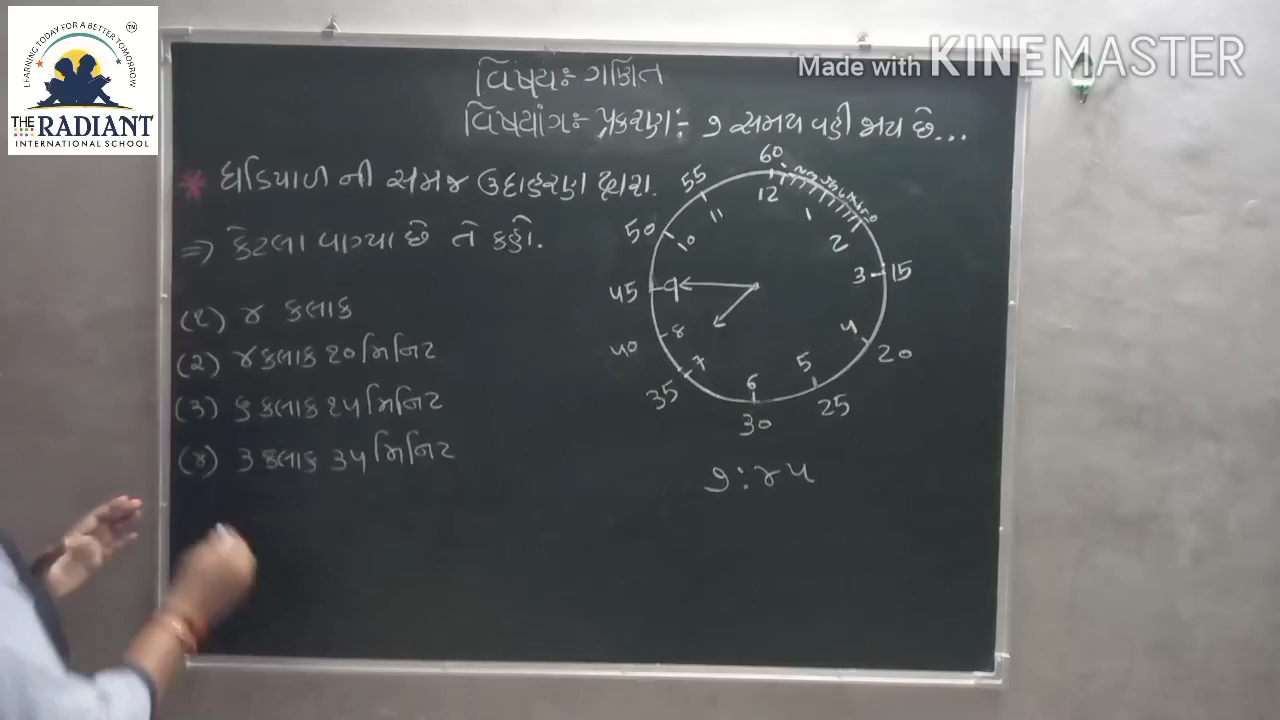 LEARNING TODAY FOR A BETTER TOMORROW
TM
THE RADIANT
INTERNATIONAL SCHOOL
Made with KINEMASTER
વિષય:- ગણિત
વિષયાંગ:- પ્રકરણ:- ૭ સમય વહી જાય છે...
* ઘડિયાળ ની સમજ ઉદાહરણ દ્વારા.
=> કેટલા વાગ્યા છે તે કહો.
(૧) ૪ કલાક
(૨) ૪ કલાક ૨૦ મિનિટ
(૩) ૬ કલાક ૨૫ મિનિટ
(૪) ૩ કલાક ૩૫ મિનિટ
60
55
12
11
1
50
10
2
45
9
3
15
8
4
40
20
7
5
35
6
25
30
૭:૪૫